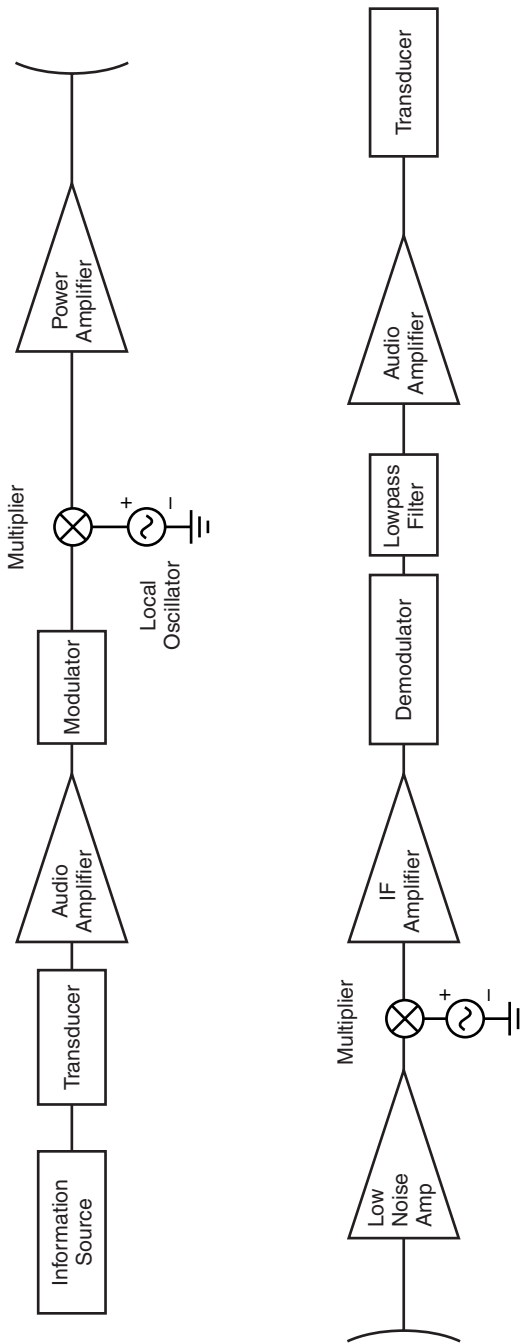 Information
Source
Transducer
Audio
Amplifier
Modulator
Multiplier
+
−
Local
Oscillator
Power
Amplifier
Low
Noise
Amp
Multiplier
+
−
IF
Amplifier
Demodulator
Lowpass
Filter
Audio
Amplifier
Transducer